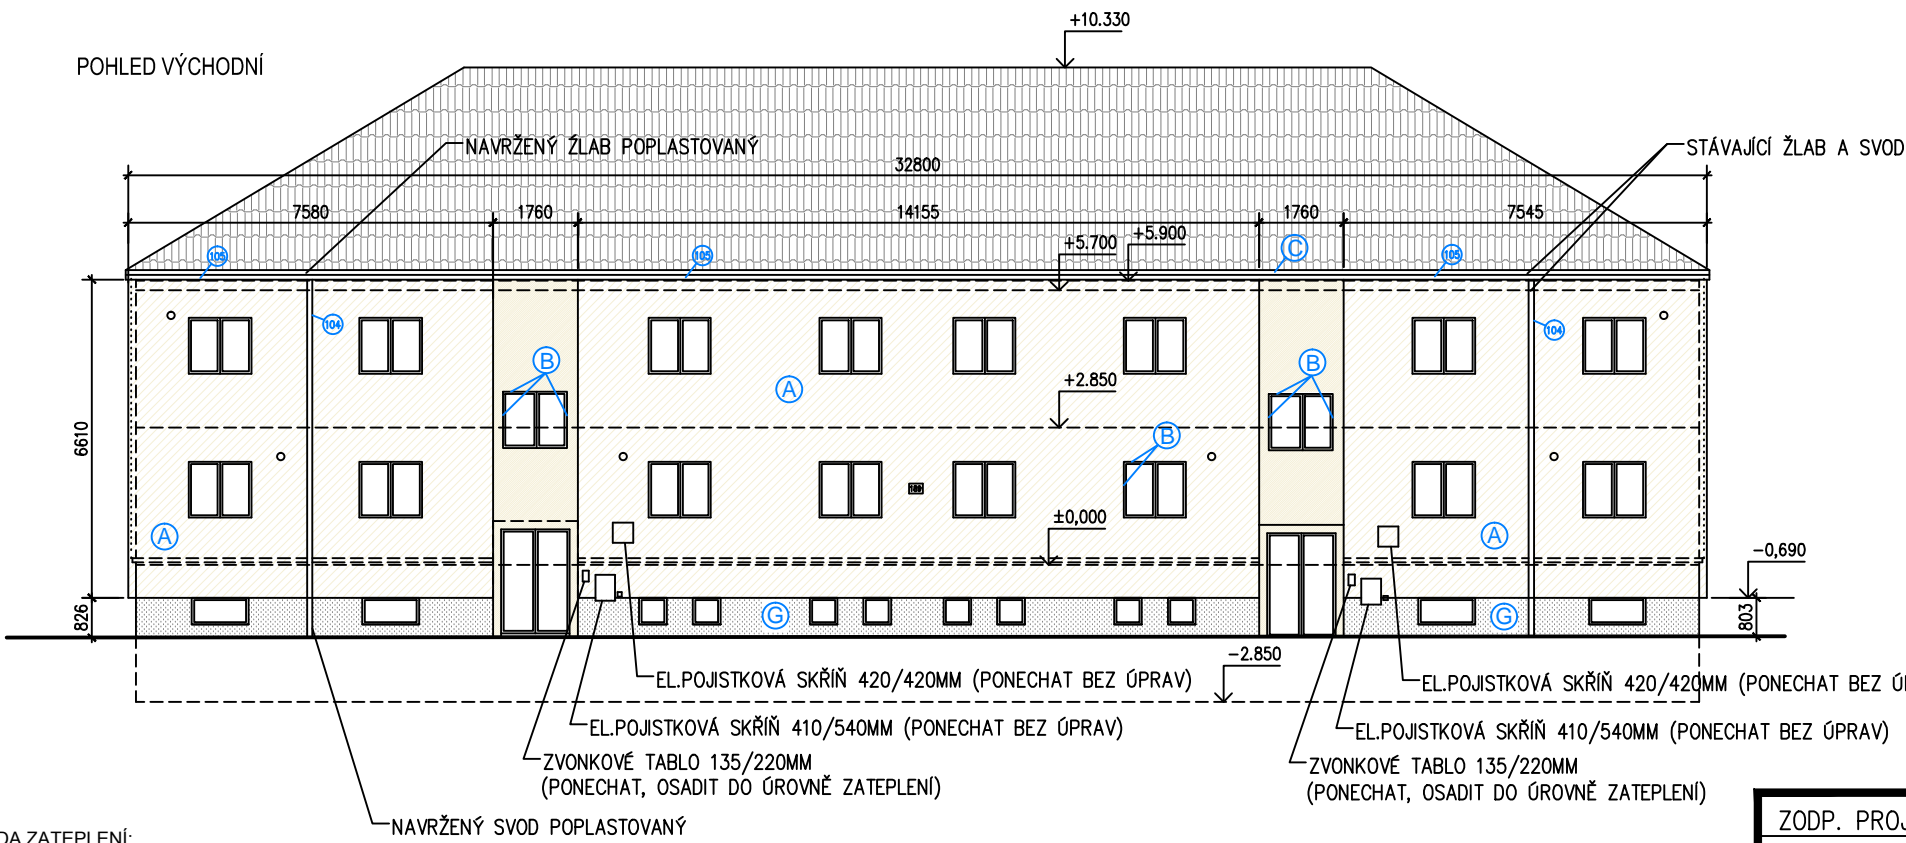 +10.330
POHLED VÝCHODNÍ
NAVRŽENÝ ŽLAB POPLASTOVANÝ
STÁVAJÍCÍ ŽLAB A SVOD
32800
7580
1760
14155
1760
7545
+5.700
+5.900
C
105
105
105
104
104
B
B
A
+2.850
6610
B
109
A
±0,000
A
-0,690
826
G
G
803
-2.850
EL.POJISTKOVÁ SKŘÍŇ 420/420MM (PONECHAT BEZ ÚPRAV)
EL.POJISTKOVÁ SKŘÍŇ 420/420MM (PONECHAT BEZ
EL.POJISTKOVÁ SKŘÍŇ 410/540MM (PONECHAT BEZ ÚPRAV)
EL.POJISTKOVÁ SKŘÍŇ 410/540MM (PONECHAT BEZ ÚPRAV)
ZVONKOVÉ TABLO 135/220MM
(PONECHAT, OSADIT DO ÚROVNĚ ZATEPLENÍ)
ZVONKOVÉ TABLO 135/220MM
(PONECHAT, OSADIT DO ÚROVNĚ ZATEPLENÍ)
NAVRŽENÝ SVOD POPLASTOVANÝ
ZATEPLENÍ:
ZODP. PROJ